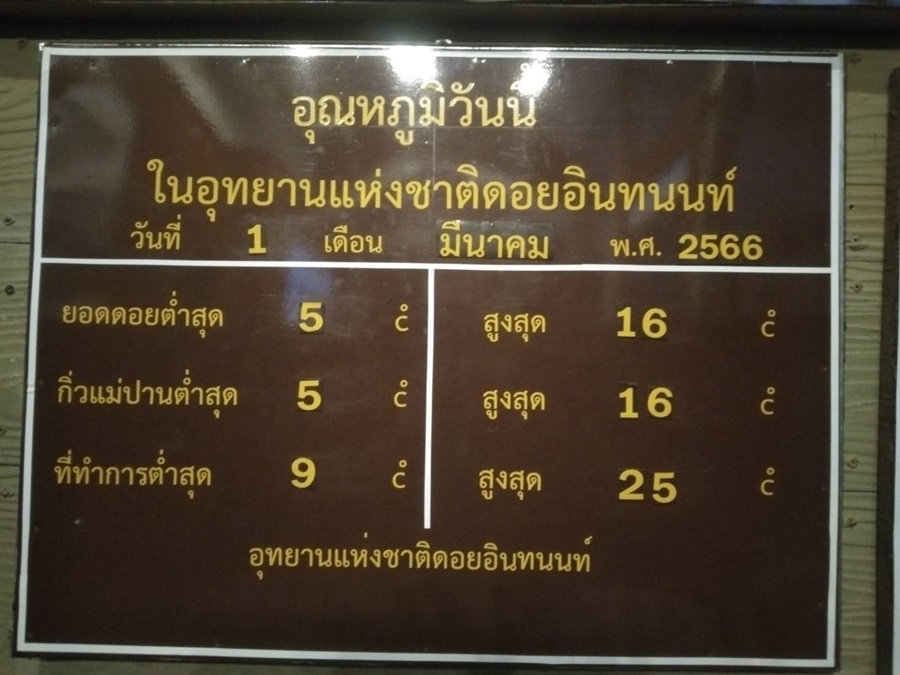 อุณหภูมิวันนี้
ในอุทยานแห่งชาติดอยอินทนนท์
วันที่ 1 เดือน มีนาคม พ.ศ. 2566
ยอดดอยต่ำสุด 5 C° สูงสุด 16 C°
กิ่วแม่ปานต่ำสุด 5 C° สูงสุด 16 C°
ที่ทำการต่ำสุด 9 C° สูงสุด 25 C°
อุทยานแห่งชาติดอยอินทนนท์